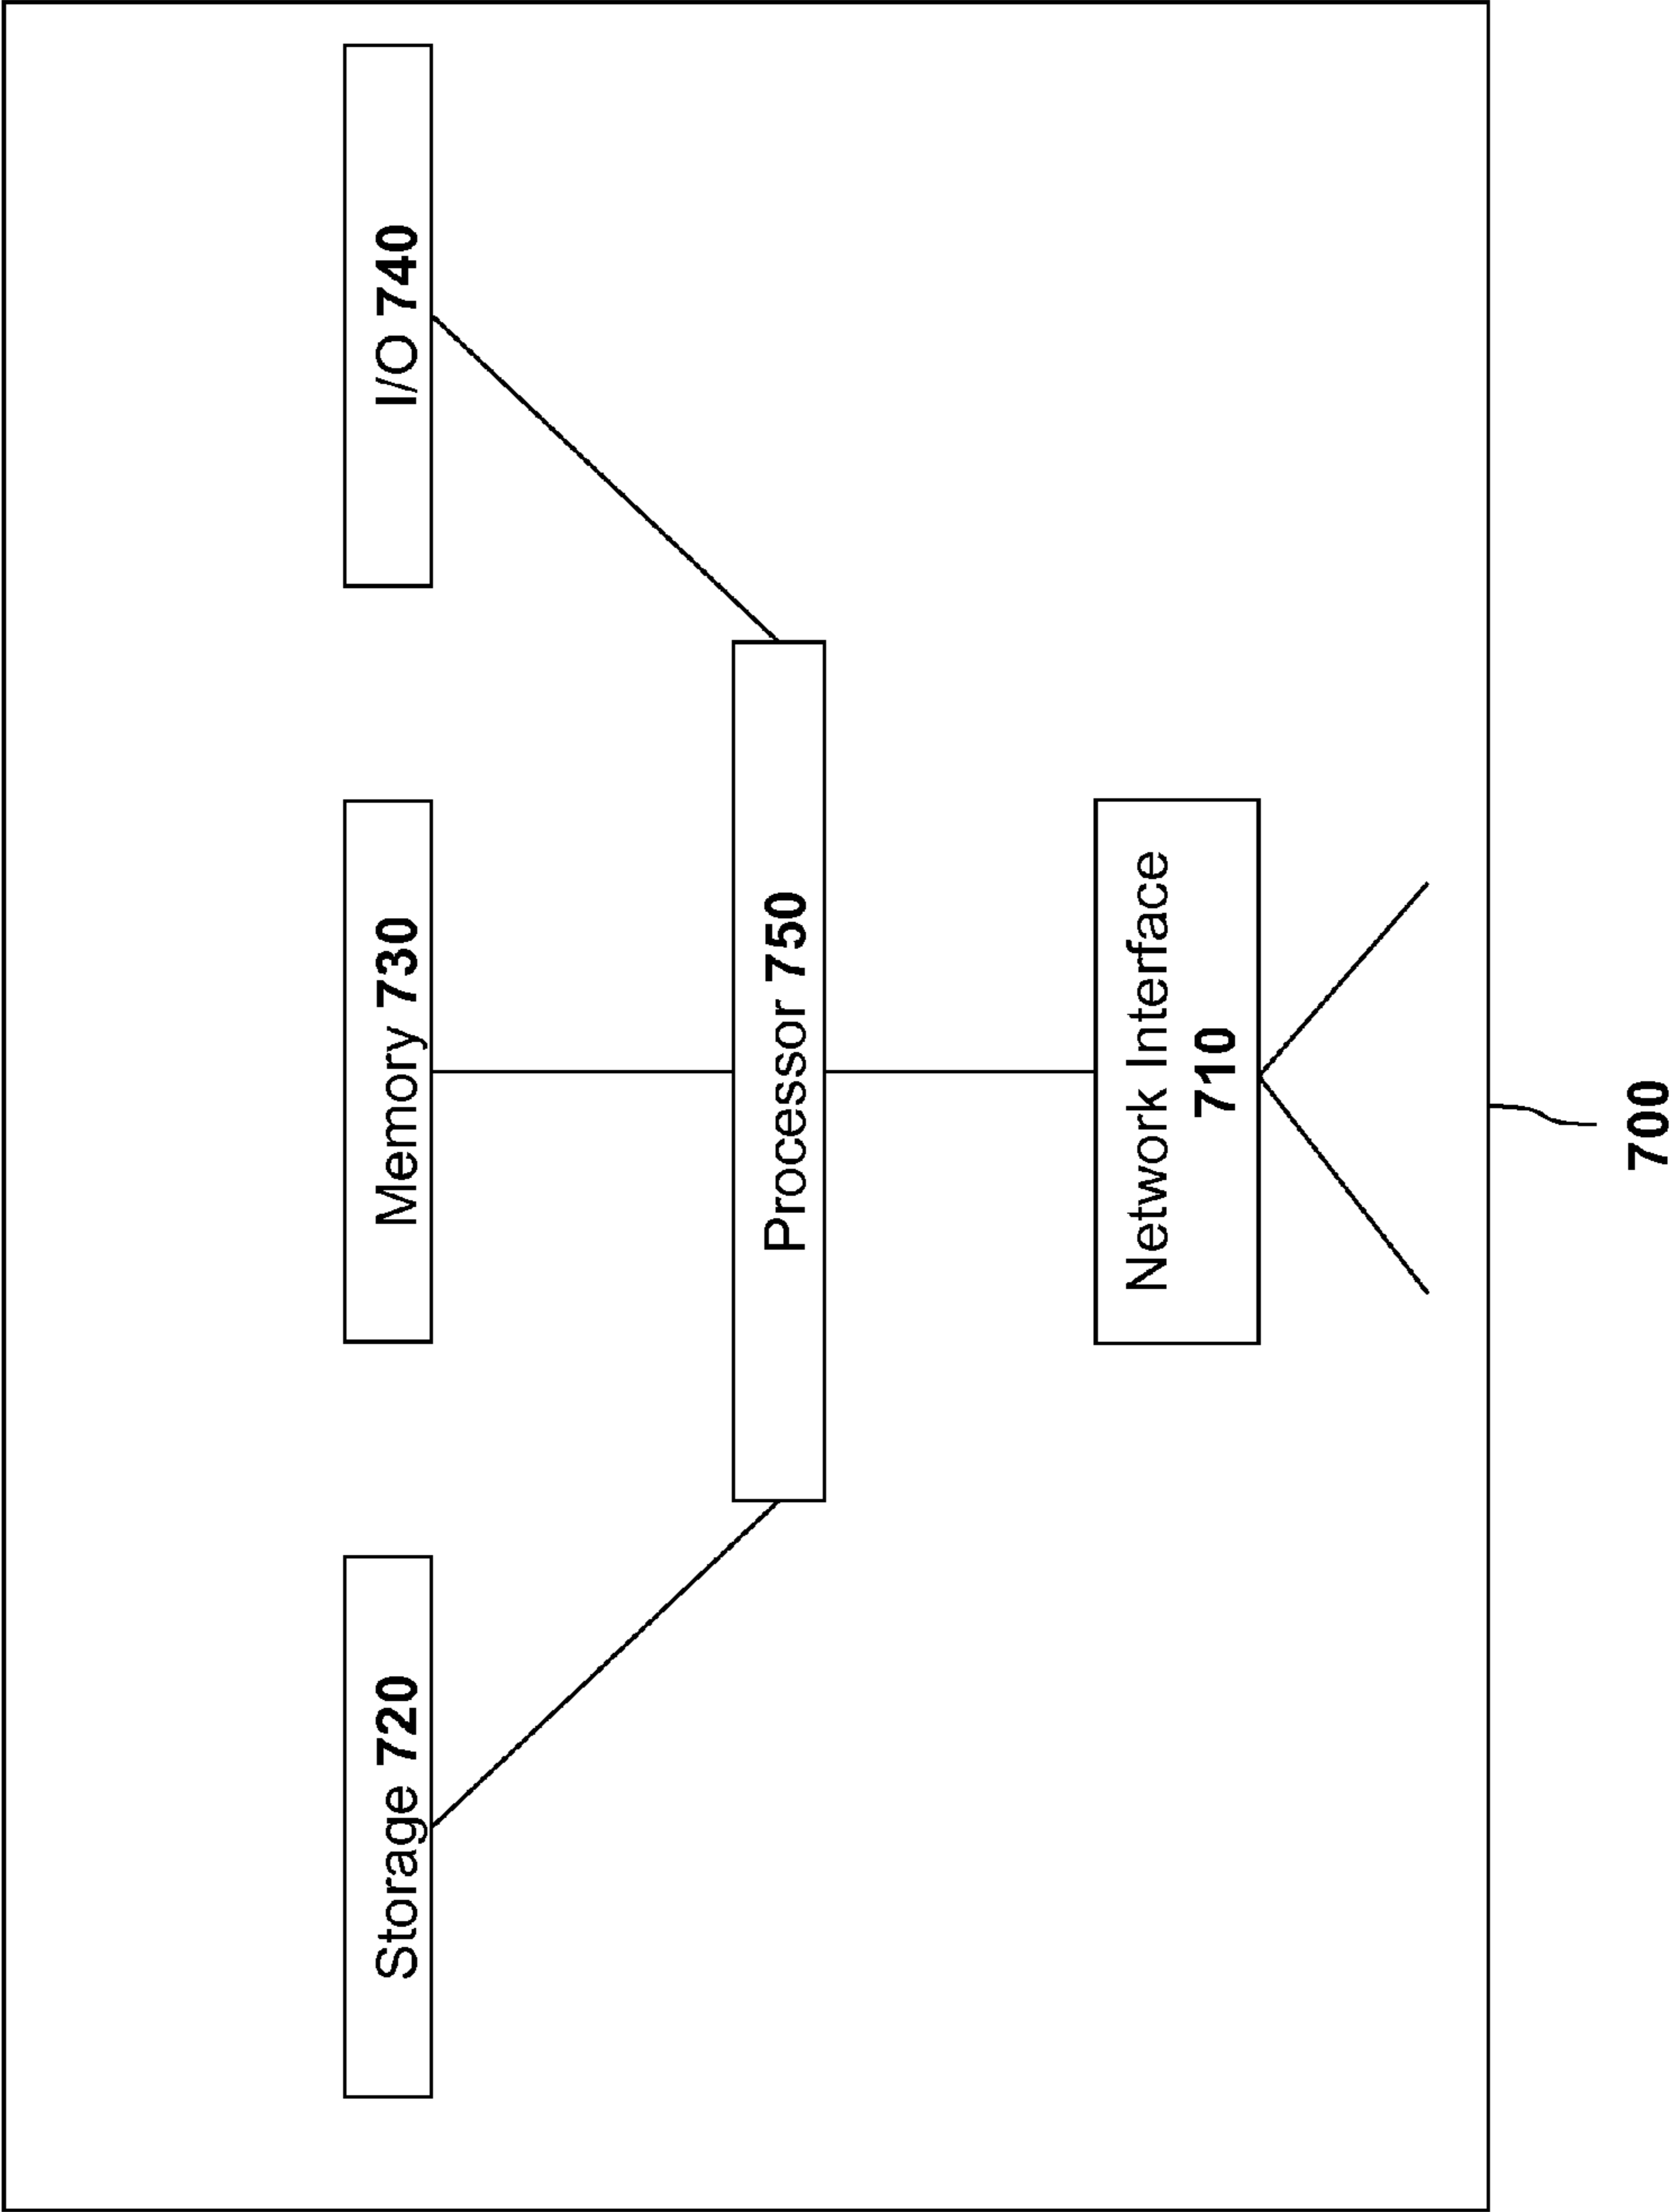 Storage 720
Memory 730
I/O 740
Processor 750
Network Interface
710
700